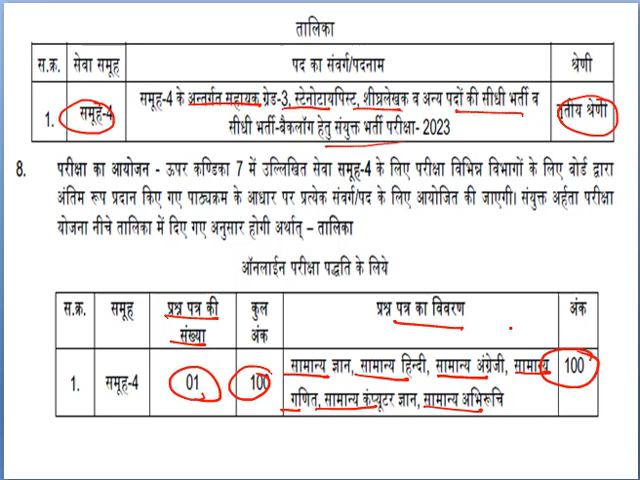 तालिका
स.क्र. सेवा समूह पद का संवर्ग/पदनाम श्रेणी
1. समूह-4 समूह-4 के अन्तर्गत सहायक ग्रेड-3, स्टेनोटायपिस्ट, शीघ्रलेखक व अन्य पदों की सीधी भर्ती व तृतीय श्रेणी
सीधी भर्ती-बैकलॉग हेतु संयुक्त भर्ती परीक्षा- 2023
8. परीक्षा का आयोजन - ऊपर कण्डिका 7 में उल्लिखित सेवा समूह-4 के लिए परीक्षा विभिन्न विभागों के लिए बोर्ड द्वारा
अंतिम रूप प्रदान किए गए पाठ्यक्रम के आधार पर प्रत्येक संवर्ग/पद के लिए आयोजित की जाएगी। संयुक्त अर्हता परीक्षा
योजना नीचे तालिका में दिए गए अनुसार होगी अर्थात् – तालिका
ऑनलाईन परीक्षा पद्धति के लिये
स.क्र. समूह प्रश्न पत्र की कुल प्रश्न पत्र का विवरण अंक
संख्या अंक
1. समूह-4 01 100 सामान्य ज्ञान, सामान्य हिन्दी, सामान्य अंग्रेजी, सामान्य 100
गणित, सामान्य कंप्यूटर ज्ञान, सामान्य अभिरूचि